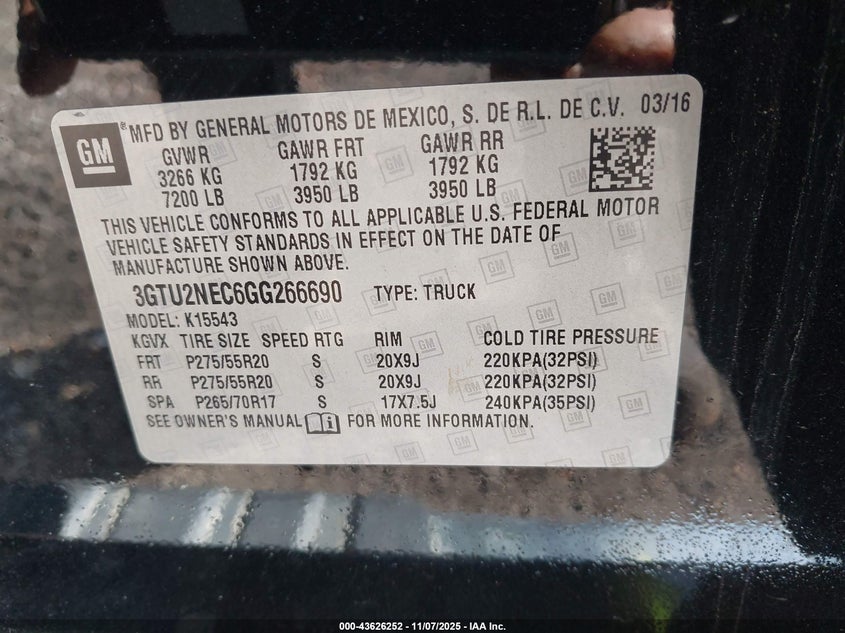 GM ® MFD BY GENERAL MOTORS DE MEXICO, S. DE R.L. DE C.V. 03/16
GVWR GAWR FRT GAWR RR
3266 KG 1792 KG 1792 KG
7200 LB 3950 LB 3950 LB
THIS VEHICLE CONFORMS TO ALL APPLICABLE U.S. FEDERAL MOTOR
VEHICLE SAFETY STANDARDS IN EFFECT ON THE DATE OF
MANUFACTURE SHOWN ABOVE.
3GTU2NEC6GG266690 TYPE: TRUCK
MODEL: K15543
KGVX TIRE SIZE SPEED RTG RIM COLD TIRE PRESSURE
FRT P275/55R20 S 20X9J 220KPA(32PSI)
RR P275/55R20 S 20X9J 220KPA(32PSI)
SPA P265/70R17 S 17X7.5J 240KPA(35PSI)
SEE OWNER'S MANUAL FOR MORE INFORMATION.
000-43626252 - 11/07/2025 - IAA Inc.